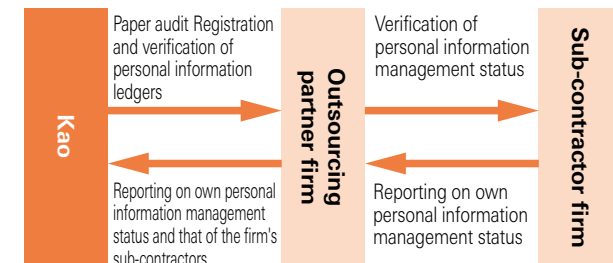 Kao
Paper audit Registration
and verification of
personal information
ledgers
Reporting on own personal
information management
status and that of the firm's
sub-contractors
Outsourcing
partner firm
Verification of
personal information
management status
Reporting on own
personal information
management status
Sub-contractor firm